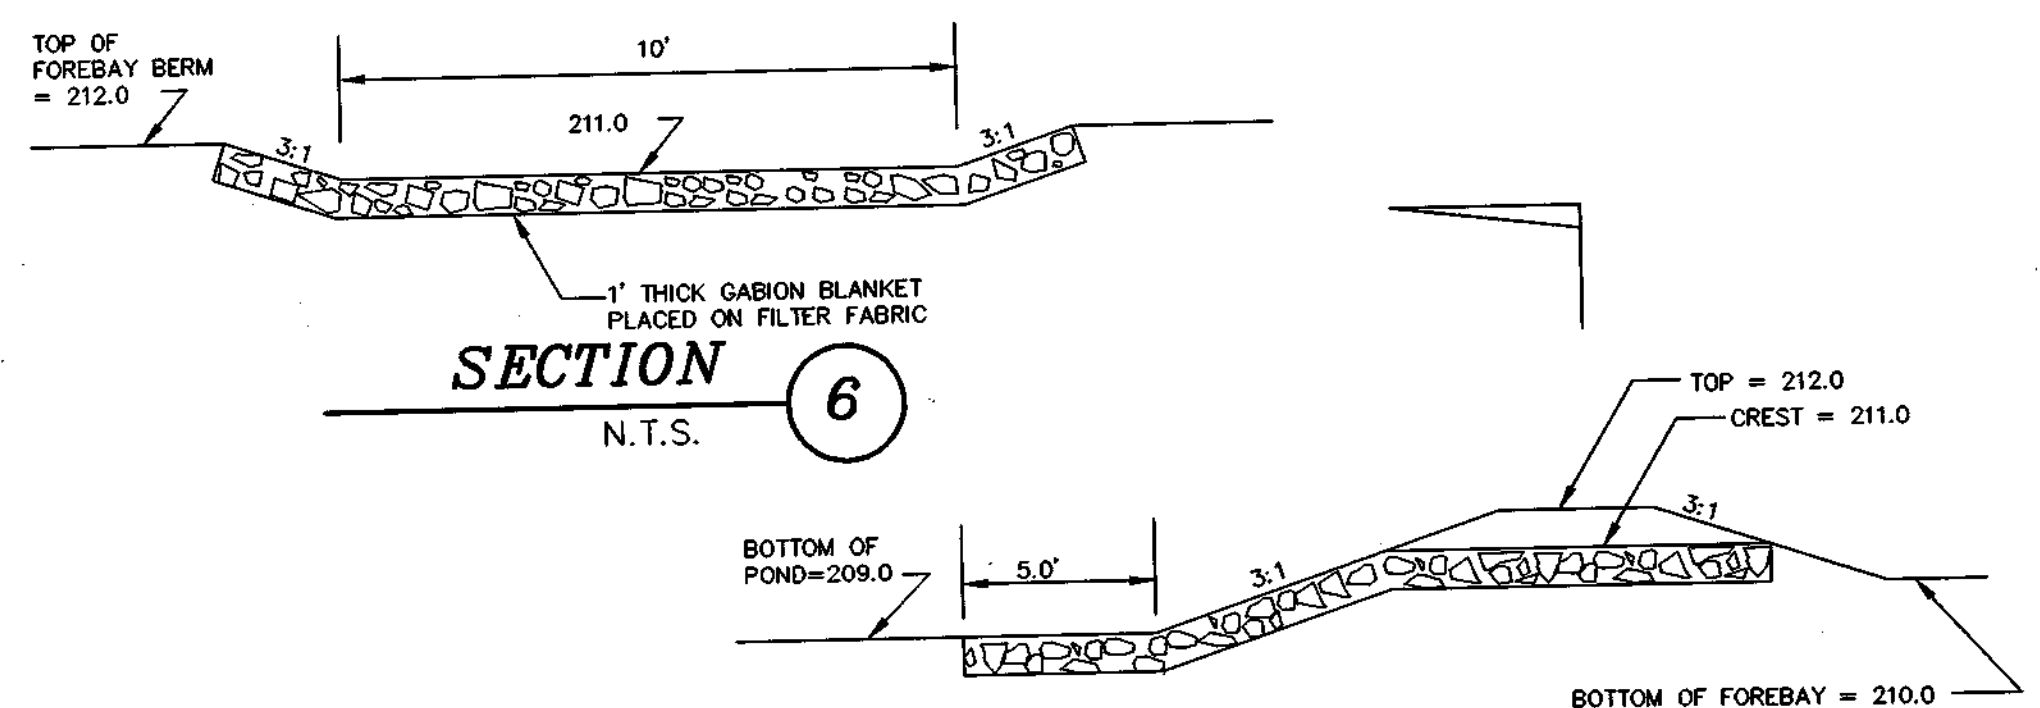 TOP OF
FOREBAY BERM
= 212.0
10'
211.0
3:1
3:1
1' THICK GABION BLANKET
PLACED ON FILTER FABRIC
SECTION
6
N.T.S.
TOP = 212.0
CREST = 211.0
3:1
BOTTOM OF
POND=209.0
5.0'
3:1
BOTTOM OF FOREBAY = 210.0